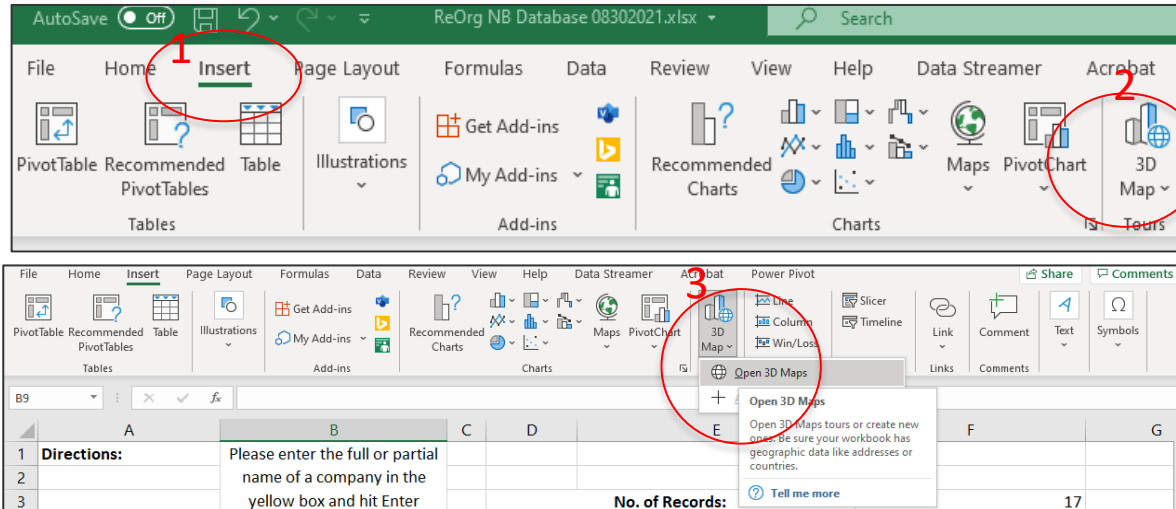 AutoSave Off ReOrg NB Database 08302021.xlsx Search
1
File Home Insert Page Layout Formulas Data Review View Help Data Streamer Acrobat
2
PivotTable Recommended PivotTables Table Illustrations Get Add-ins My Add-ins Recommended Charts Maps PivotChart 3D Map
Tables Add-ins Charts Tours
File Home Insert Page Layout Formulas Data Review View Help Data Streamer Acrobat Power Pivot Share Comments
3
PivotTable Recommended PivotTables Table Illustrations Get Add-ins My Add-ins Recommended Charts Maps PivotChart 3D Map Line Column Win/Loss Slicer Timeline Link Comment Text Symbols
Tables Add-ins Charts Links Comments
Open 3D Maps
B9 fx
Open 3D Maps
Open 3D Maps tours or create new
ones. Be sure your workbook has
geographic data like addresses or
countries.
Tell me more
A B C D E F G
1 Directions: Please enter the full or partial
2 name of a company in the
3 yellow box and hit Enter No. of Records: 17